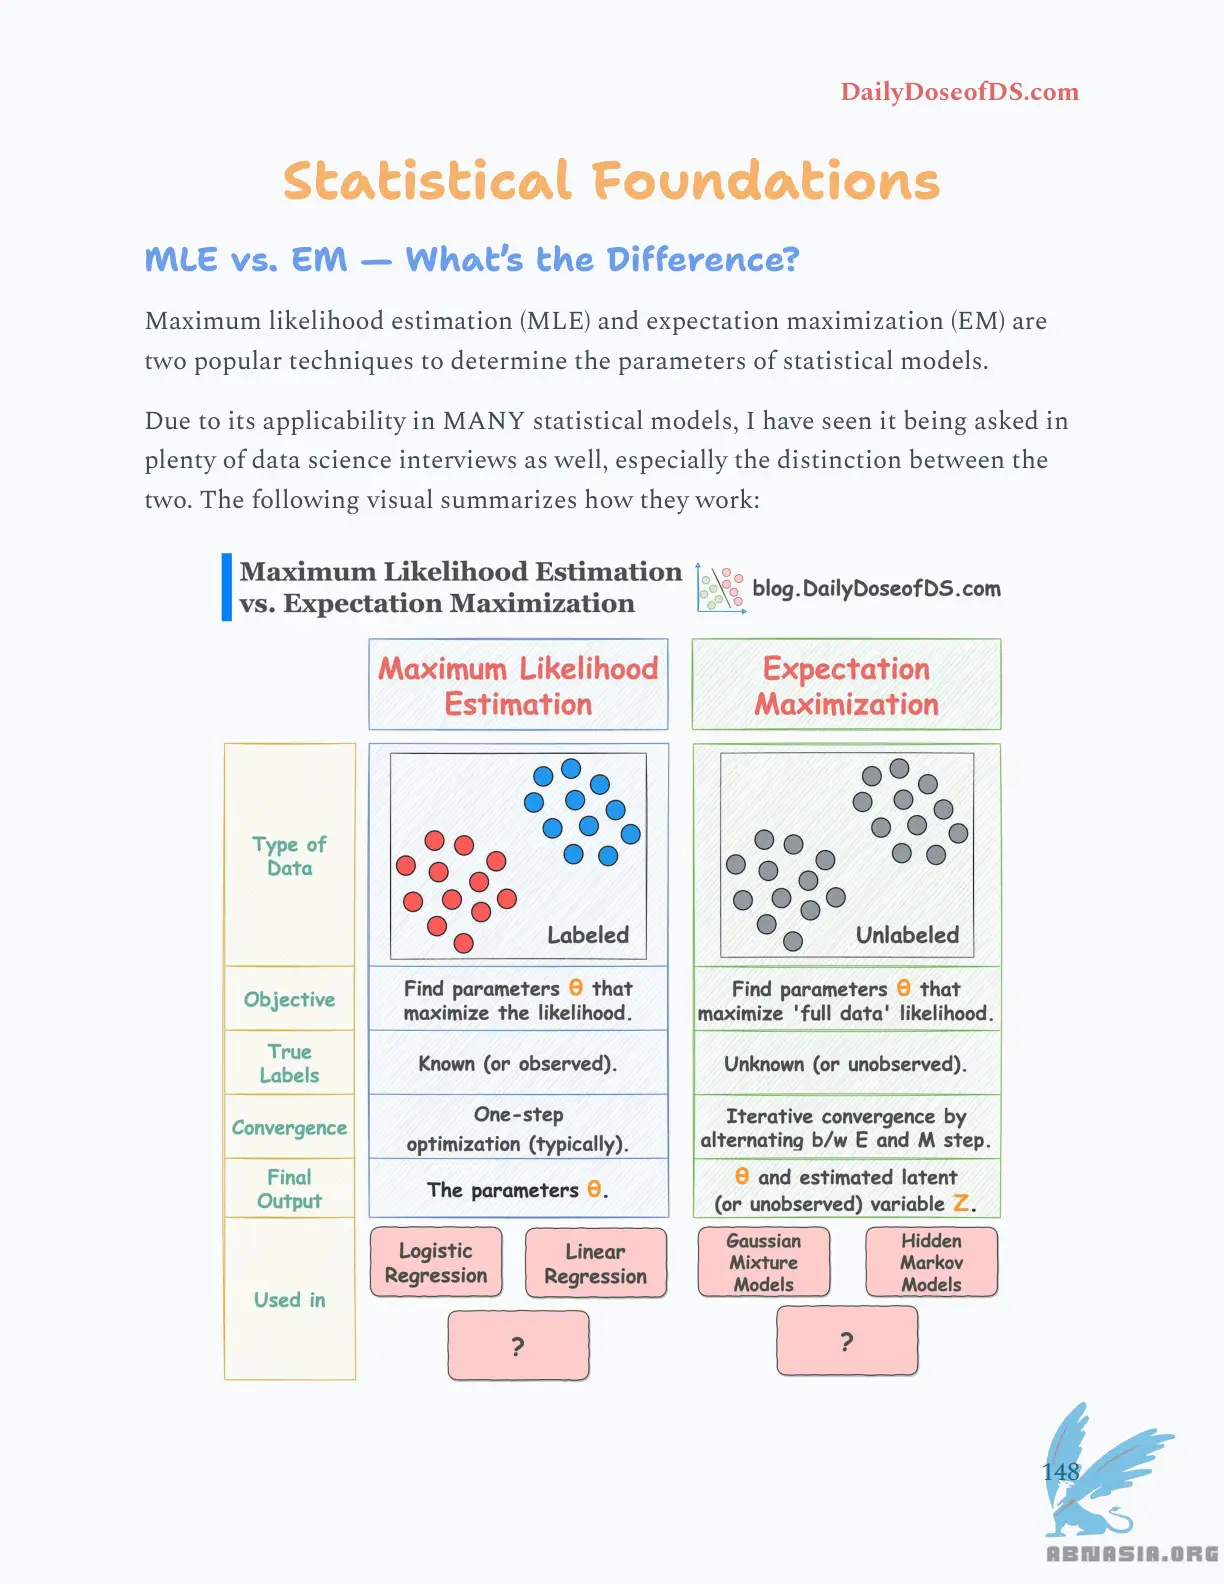 DailyDoseofDS.com
Statistical Foundations
MLE vs. EM — What's the Difference?
Maximum likelihood estimation (MLE) and expectation maximization (EM) are
two popular techniques to determine the parameters of statistical models.
Due to its applicability in MANY statistical models, I have seen it being asked in
plenty of data science interviews as well, especially the distinction between the
two. The following visual summarizes how they work:
Maximum Likelihood Estimation
vs. Expectation Maximization
blog.DailyDoseofDS.com
Maximum Likelihood
Estimation
Expectation
Maximization
Type of
Data
Labeled
Unlabeled
Objective
Find parameters θ that
maximize the likelihood.
Find parameters θ that
maximize 'full data' likelihood.
True
Labels
Known (or observed).
Unknown (or unobserved).
Convergence
One-step
optimization (typically).
Iterative convergence by
alternating b/w E and M step.
Final
Output
The parameters θ.
θ and estimated latent
(or unobserved) variable Z.
Used in
Logistic
Regression
Linear
Regression
?
Gaussian
Mixture
Models
Hidden
Markov
Models
?
148
ABNASIA.ORG